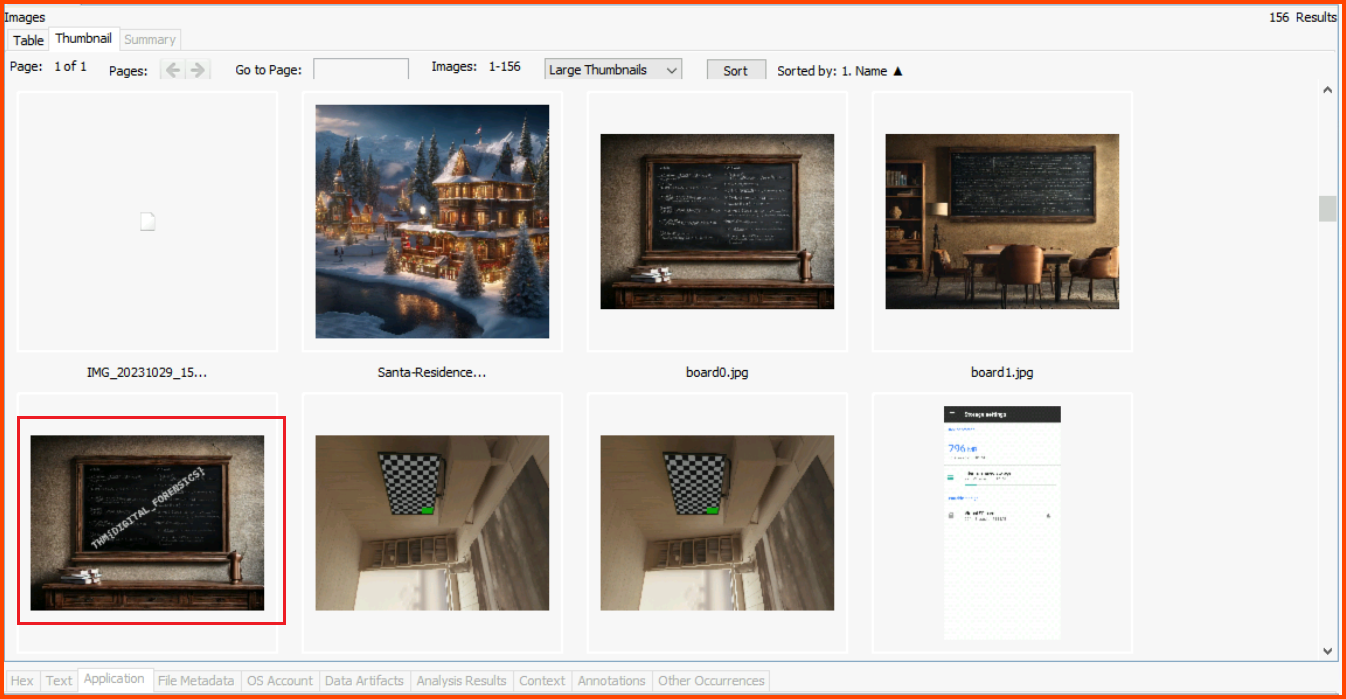 Images
156 Results
Table Thumbnail Summary
Page: 1 of 1 Pages: Go to Page: Images: 1-156 Large Thumbnails Sort Sorted by: 1. Name ▲
IMG_20231029_15... Santa-Residence... board0.jpg board1.jpg
THM{DIGITAL_FORENSICS}
Storage settings
796 MB
Hex Text Application File Metadata OS Account Data Artifacts Analysis Results Context Annotations Other Occurrences